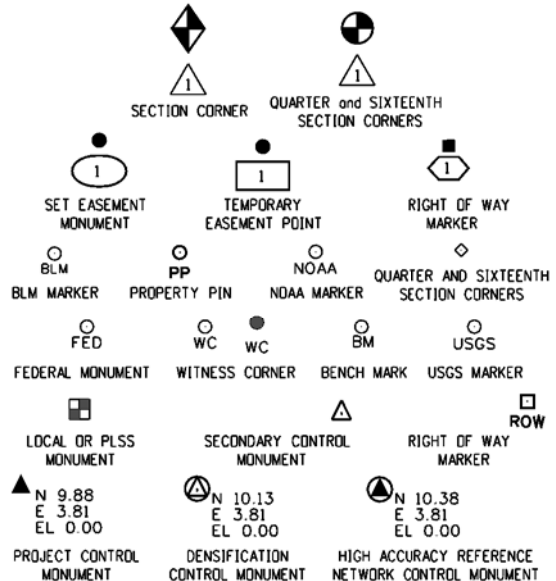 1
1
SECTION CORNER
QUARTER and SIXTEENTH
SECTION CORNERS
1
1
1
SET EASEMENT
MONUMENT
TEMPORARY
EASEMENT POINT
RIGHT OF WAY
MARKER
BLM
PP
NOAA
BLM MARKER
PROPERTY PIN
NOAA MARKER
QUARTER AND SIXTEENTH
SECTION CORNERS
FED
WC
WC
BM
USGS
FEDERAL MONUMENT
WITNESS CORNER
BENCH MARK
USGS MARKER
ROW
LOCAL OR PLSS
MONUMENT
SECONDARY CONTROL
MONUMENT
RIGHT OF WAY
MARKER
N 9.88
E 3.81
EL 0.00
N 10.13
E 3.81
EL 0.00
N 10.38
E 3.81
EL 0.00
PROJECT CONTROL
MONUMENT
DENSIFICATION
CONTROL MONUMENT
HIGH ACCURACY REFERENCE
NETWORK CONTROL MONUMENT